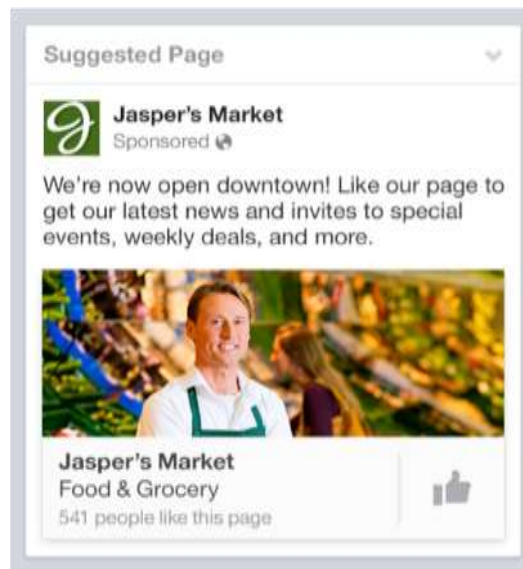 Suggested Page
Jasper's Market
Sponsored
We're now open downtown! Like our page to
get our latest news and invites to special
events, weekly deals, and more.
Jasper's Market
Food & Grocery
541 people like this page